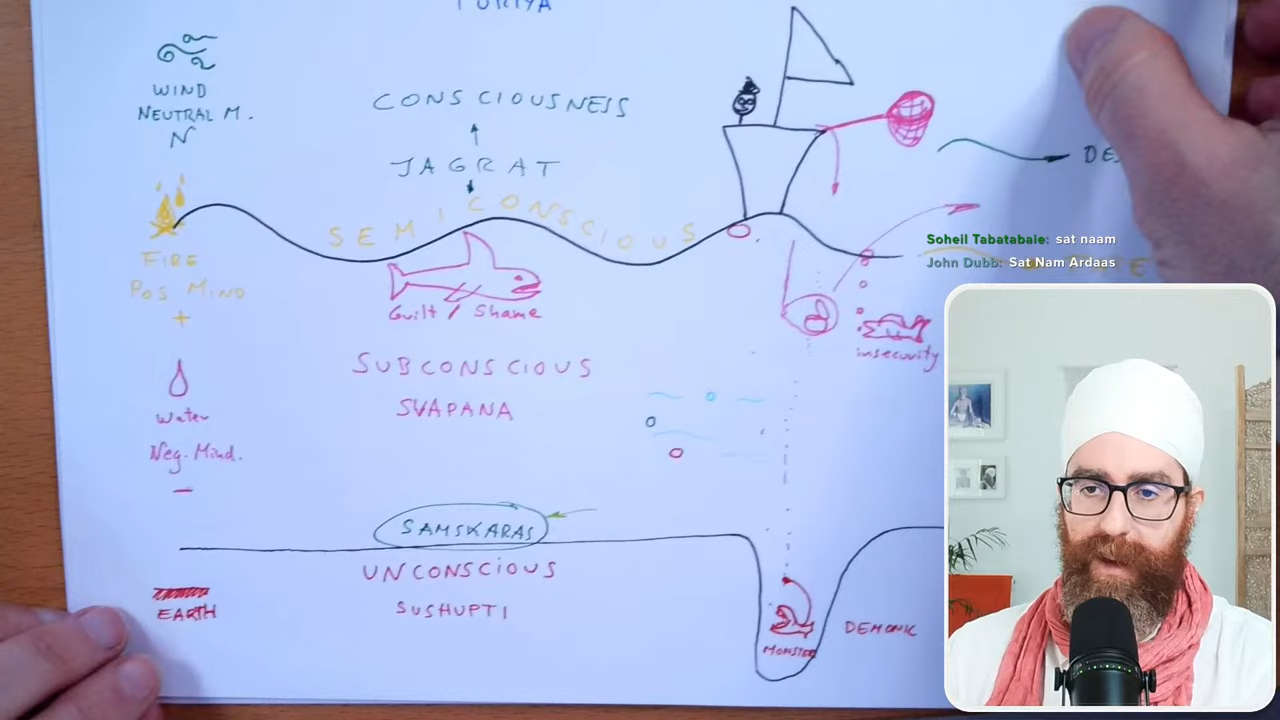 TURIYA
WIND
NEUTRAL M.
N
CONSCIOUSNESS
JAGRAT
SEMICONSCIOUS
FIRE
POS MIND
+
Guilt / Shame
insecurity
SUBCONSCIOUS
SVAPANA
Water
Neg. Mind.
-
SAMSKARAS
UNCONSCIOUS
SUSHUPTI
EARTH
MONSTER
DEMONIC
Soheil Tabatabaie: sat naam
John Dubb: Sat Nam Ardaas